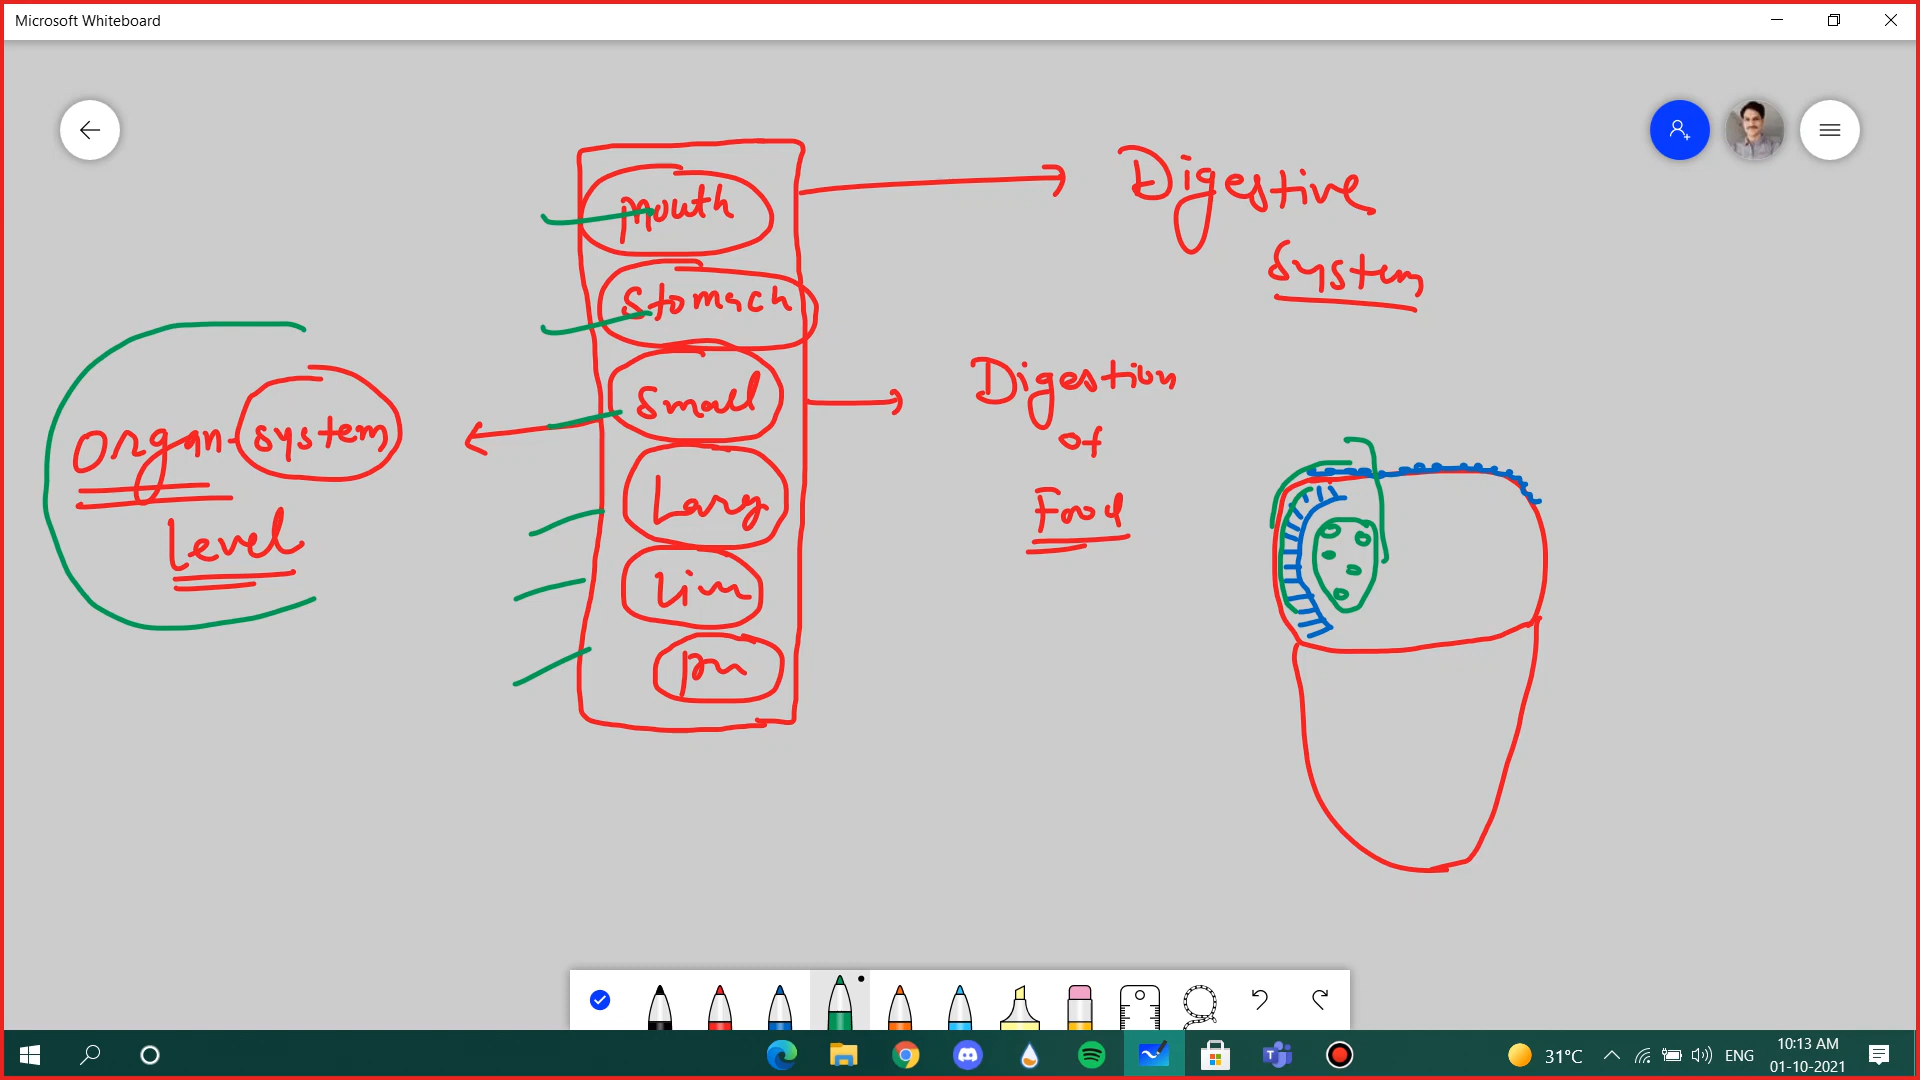 Microsoft Whiteboard
mouth
Stomach
Small
Larg
Liv
Pn
Digestive
System
Digestion
of
Food
Organ-system
Level
31°C
ENG
10:13 AM
01-10-2021